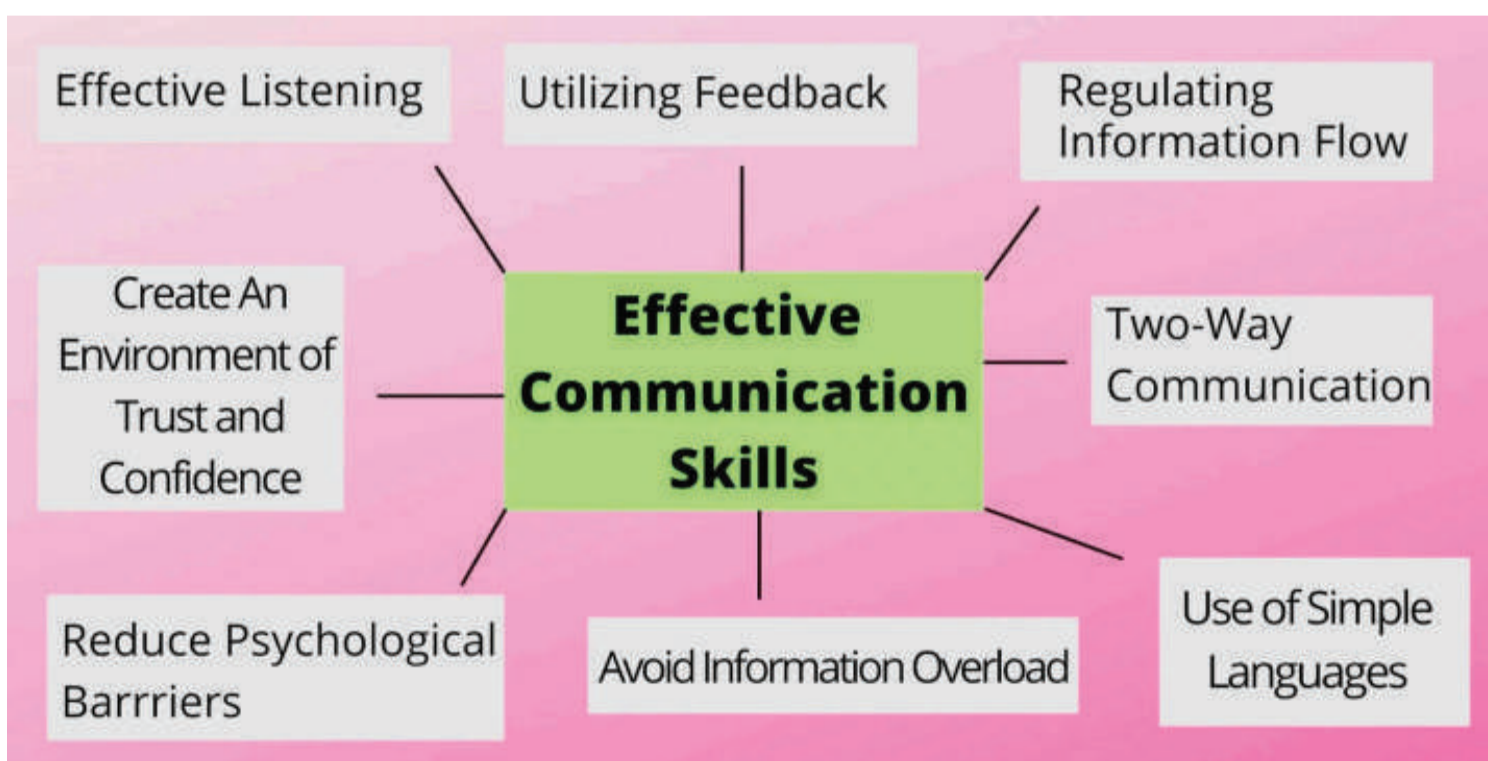 Effective Listening
Utilizing Feedback
Regulating
Information Flow
Create An
Environment of
Trust and
Confidence
Effective
Communication
Skills
Two-Way
Communication
Reduce Psychological
Barrriers
Avoid Information Overload
Use of Simple
Languages